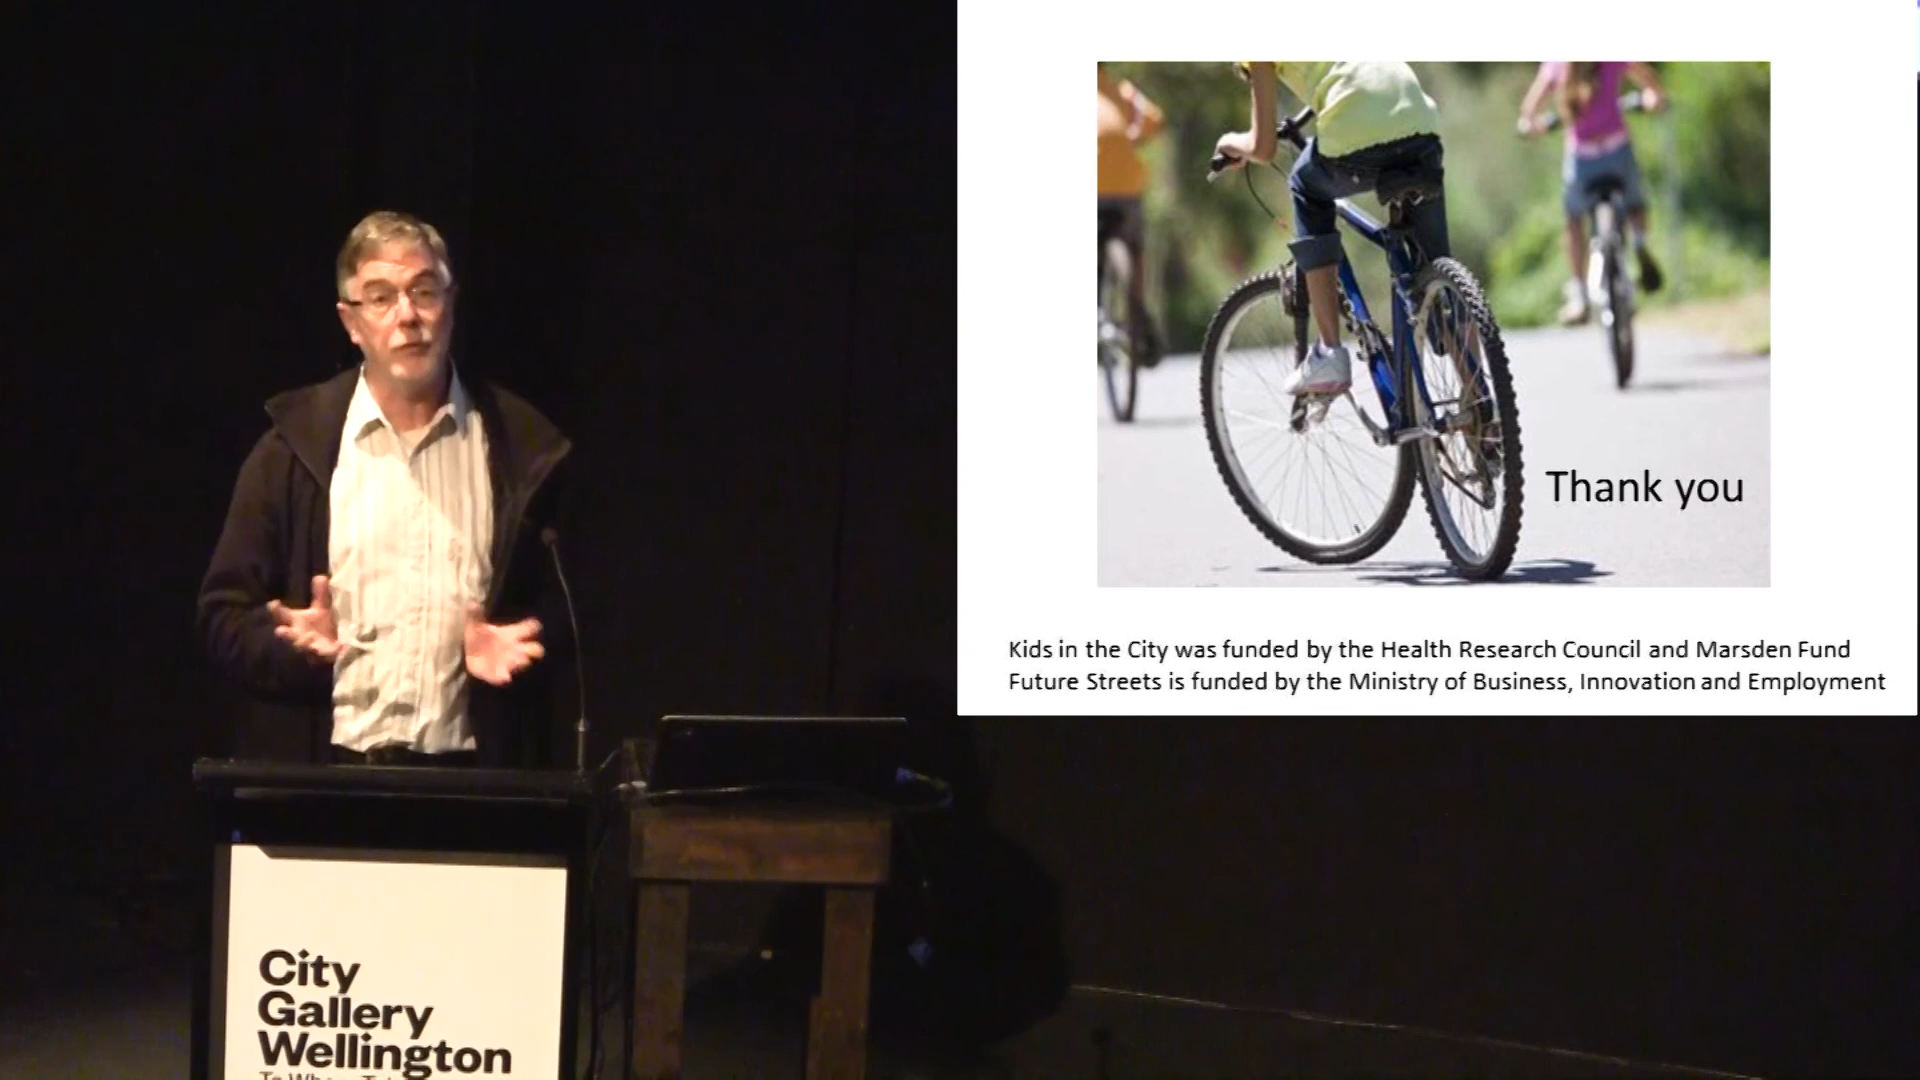 Thank you
Kids in the City was funded by the Health Research Council and Marsden Fund
Future Streets is funded by the Ministry of Business, Innovation and Employment
City
Gallery
Wellington